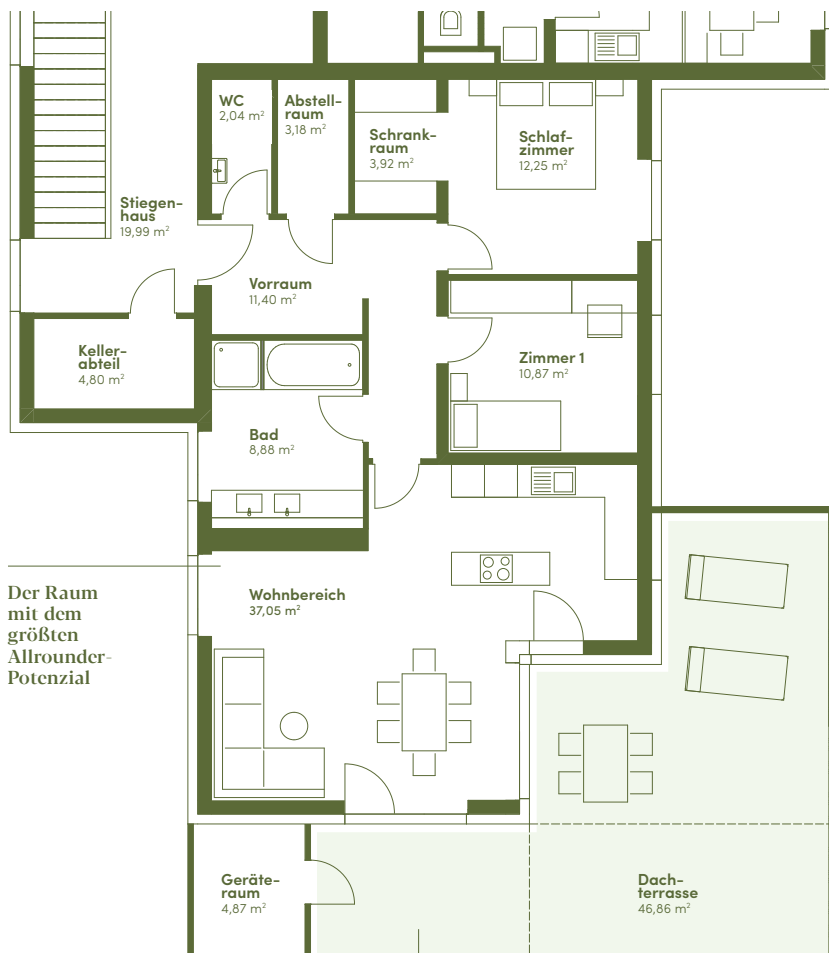 WC
2,04 m²
Abstell-
raum
3,18 m²
Schrank-
raum
3,92 m²
Schlaf-
zimmer
12,25 m²
Stiegen-
haus
19,99 m²
Vorraum
11,40 m²
Keller-
abteil
4,80 m²
Zimmer 1
10,87 m²
Bad
8,88 m²
Der Raum
mit dem
größten
Allrounder-
Potenzial
Wohnbereich
37,05 m²
Geräte-
raum
4,87 m²
Dach-
terrasse
46,86 m²